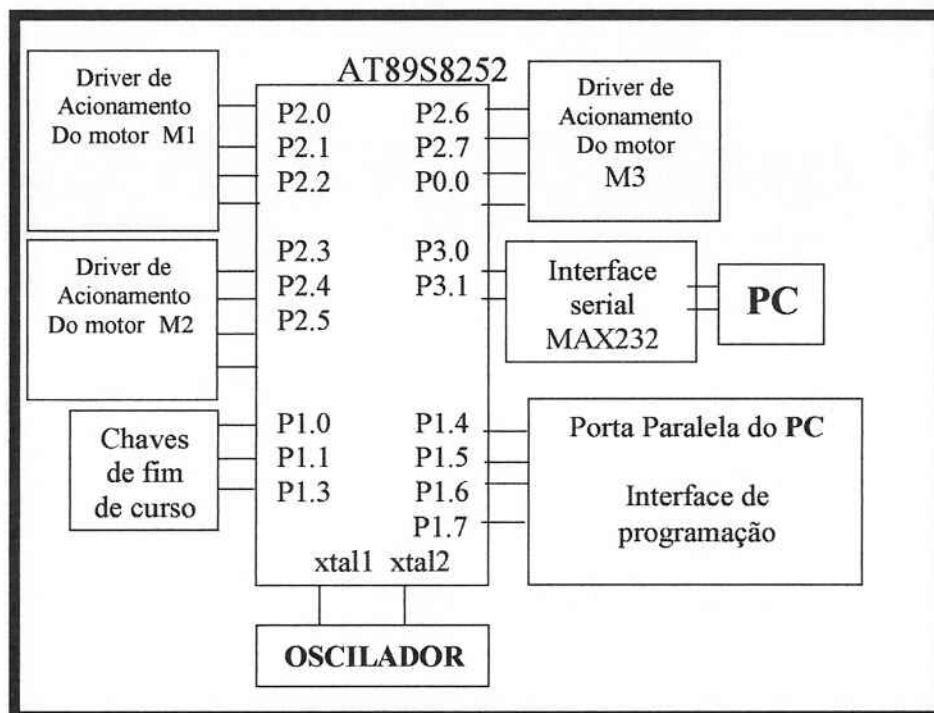 AT89S8252
Driver de
Acionamento
Do motor M1
P2.0
P2.1
P2.2
P2.6
P2.7
P0.0
Driver de
Acionamento
Do motor
M3
Driver de
Acionamento
Do motor M2
P2.3
P2.4
P2.5
P3.0
P3.1
Interface
serial
MAX232
PC
Chaves
de fim
de curso
P1.0
P1.1
P1.3
P1.4
P1.5
P1.6
P1.7
Porta Paralela do PC
Interface de
programação
xtal1 xtal2
OSCILADOR